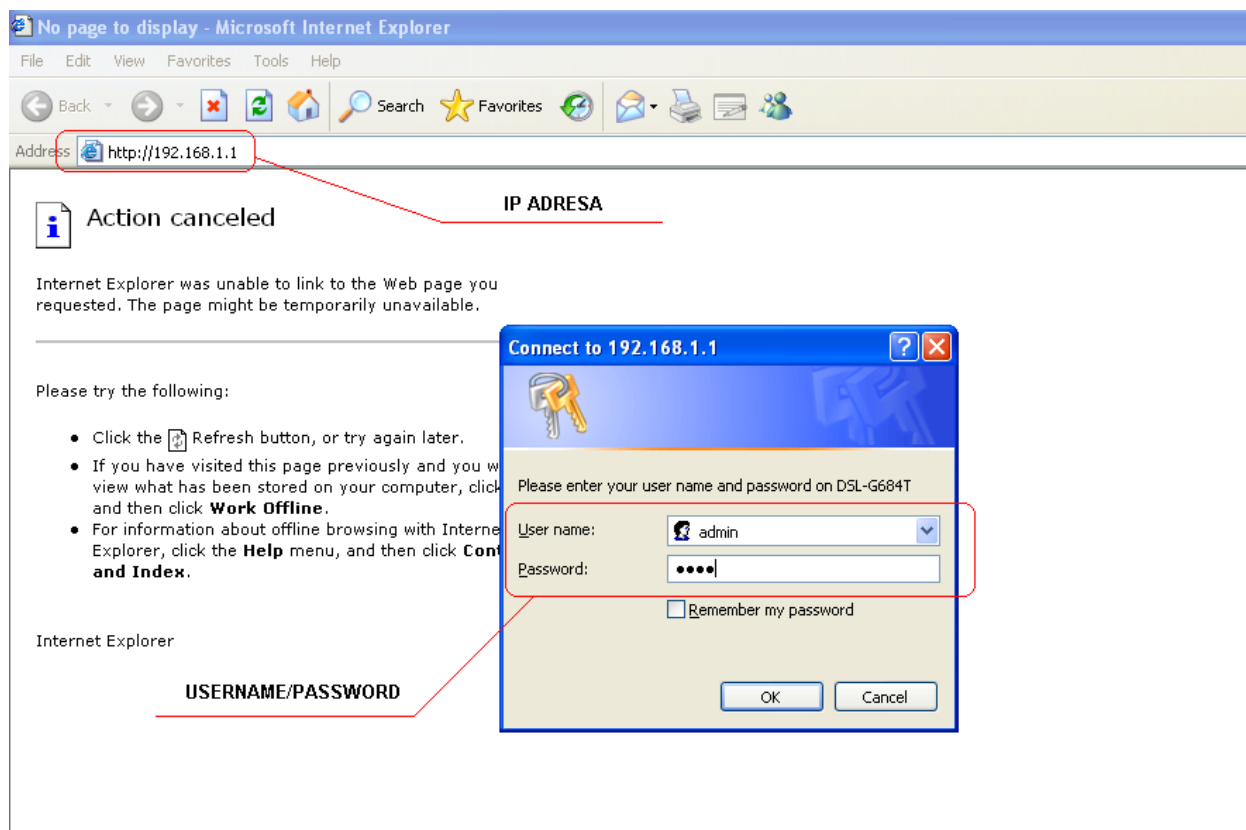 No page to display - Microsoft Internet Explorer
File Edit View Favorites Tools Help
Back Search Favorites
Address http://192.168.1.1
IP ADRESA
Action canceled
Internet Explorer was unable to link to the Web page you
requested. The page might be temporarily unavailable.
Please try the following:
• Click the Refresh button, or try again later.
• If you have visited this page previously and you w
view what has been stored on your computer, click
and then click Work Offline.
• For information about offline browsing with Interne
Explorer, click the Help menu, and then click Cont
and Index.
Internet Explorer
USERNAME/PASSWORD
Connect to 192.168.1.1
Please enter your user name and password on DSL-G684T
User name: admin
Password: ••••
Remember my password
OK Cancel